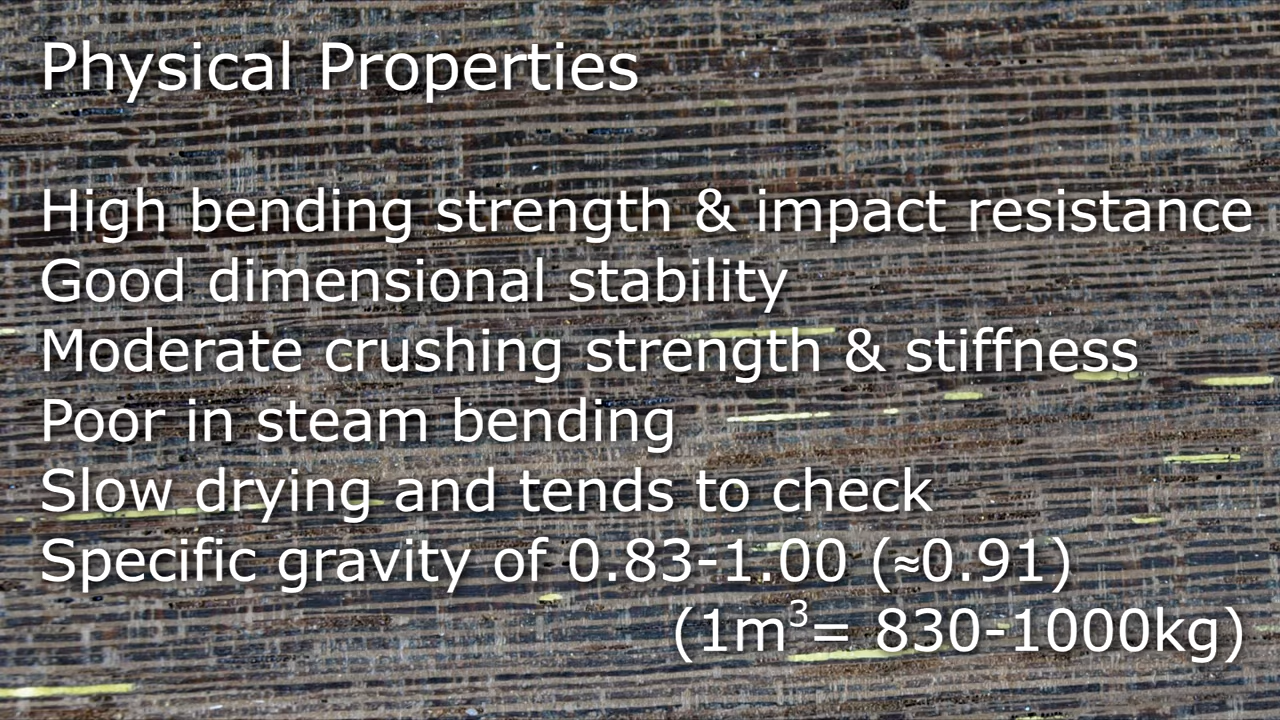 Physical Properties
High bending strength & impact resistance
Good dimensional stability
Moderate crushing strength & stiffness
Poor in steam bending
Slow drying and tends to check
Specific gravity of 0.83-1.00 (≈0.91)
(1m³= 830-1000kg)